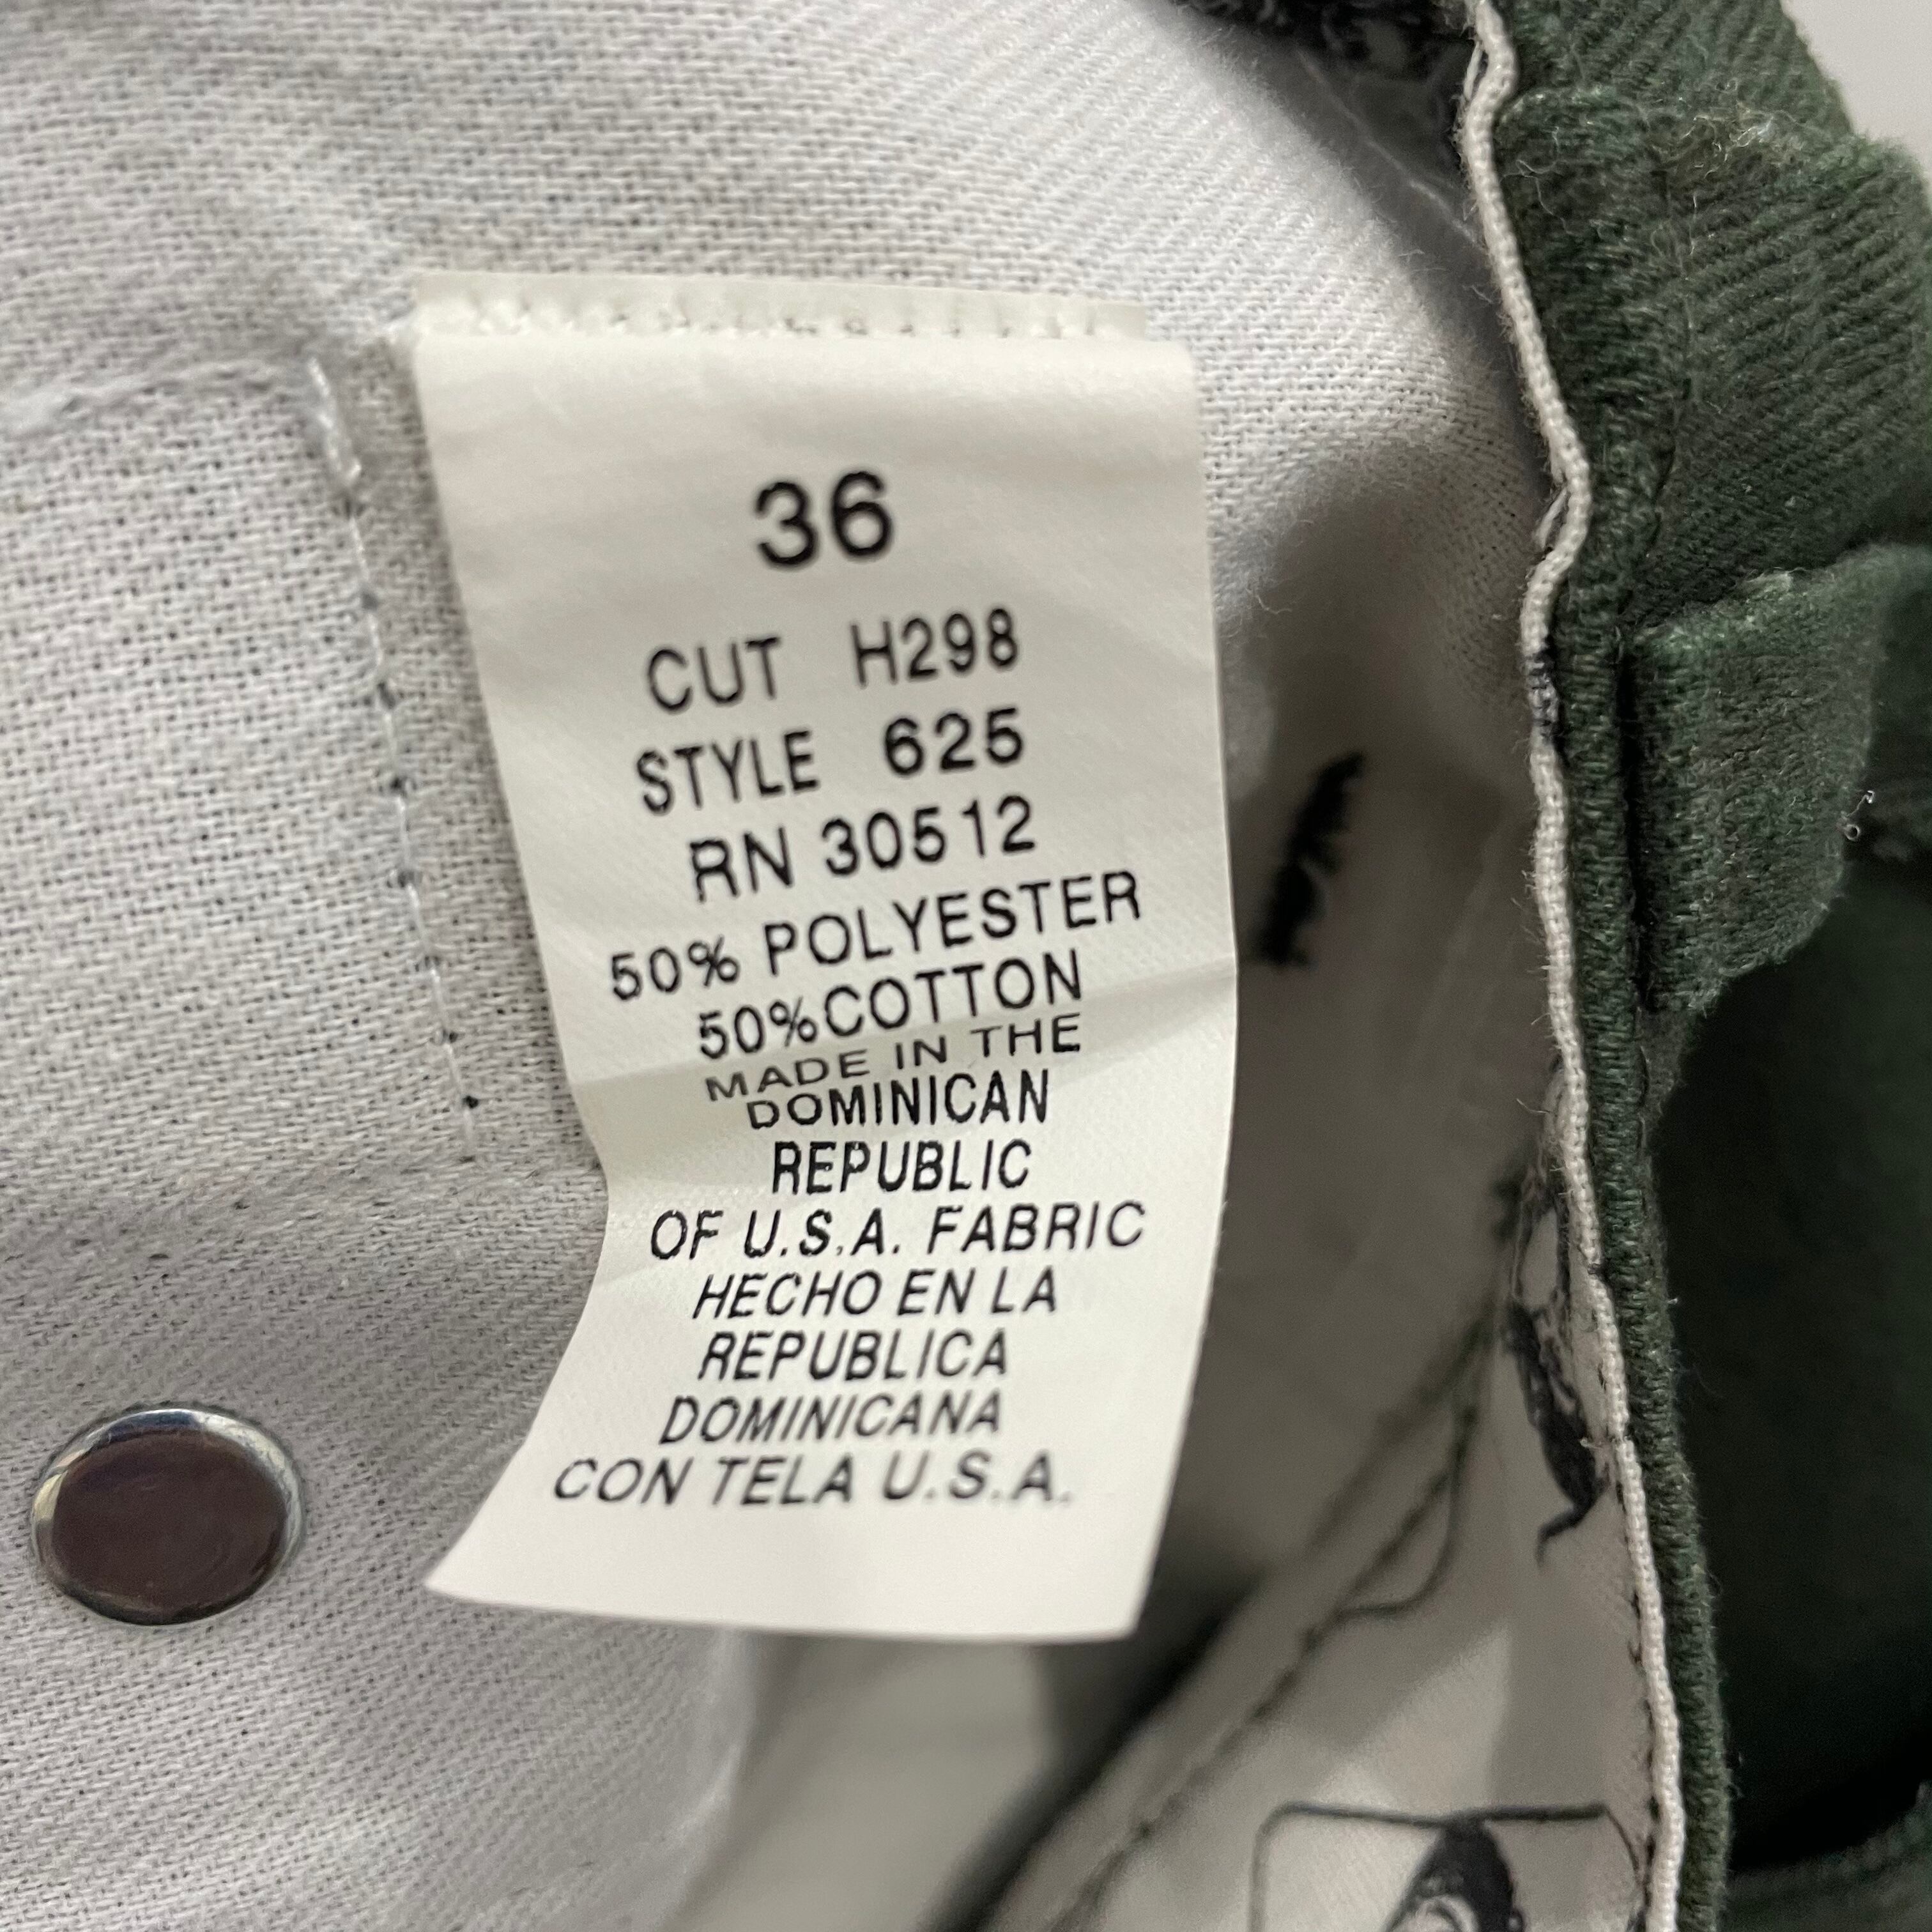 36
CUT H298
STYLE 625
RN 30512
50% POLYESTER
50%COTTON
MADE IN THE
DOMINICAN
REPUBLIC
OF U.S.A. FABRIC
HECHO EN LA
REPUBLICA
DOMINICANA
CON TELA U.S.A.